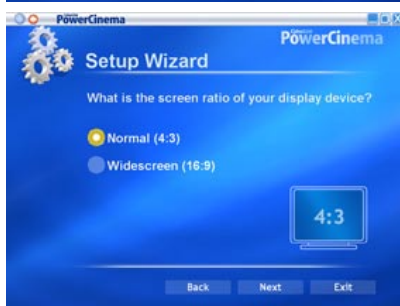 PowerCinema
PowerCinema
Setup Wizard
What is the screen ratio of your display device?
Normal (4:3)
Widescreen (16:9)
4:3
Back Next Exit